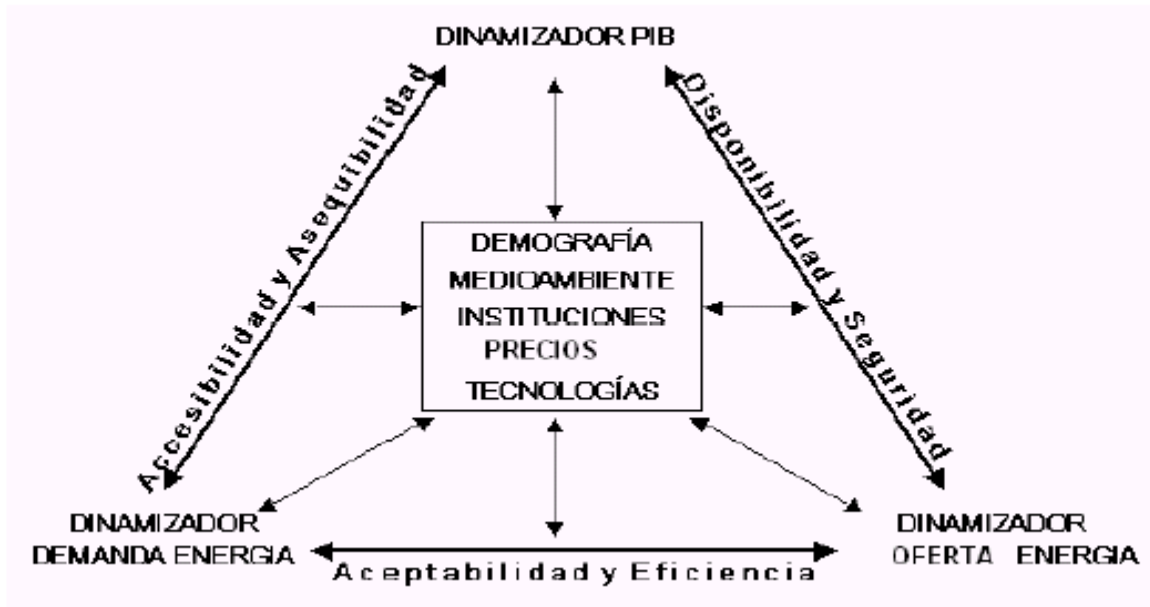 DINAMIZADOR PIB
Accesibilidad y Asequibilidad
Disponibilidad y Seguridad
DEMOGRAFÍA
MEDIOAMBIENTE
INSTITUCIONES
PRECIOS
TECNOLOGÍAS
DINAMIZADOR
DEMANDA ENERGIA
DINAMIZADOR
OFERTA ENERGIA
Aceptabilidad y Eficiencia